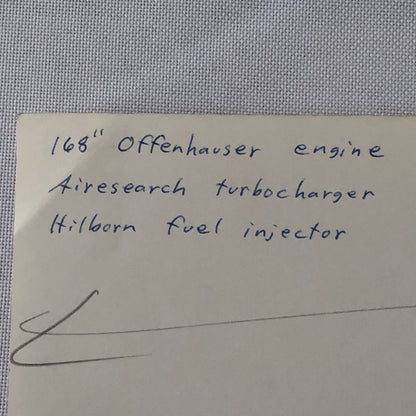 168" Offenhauser engine
Airesearch turbocharger
Hilborn fuel injector